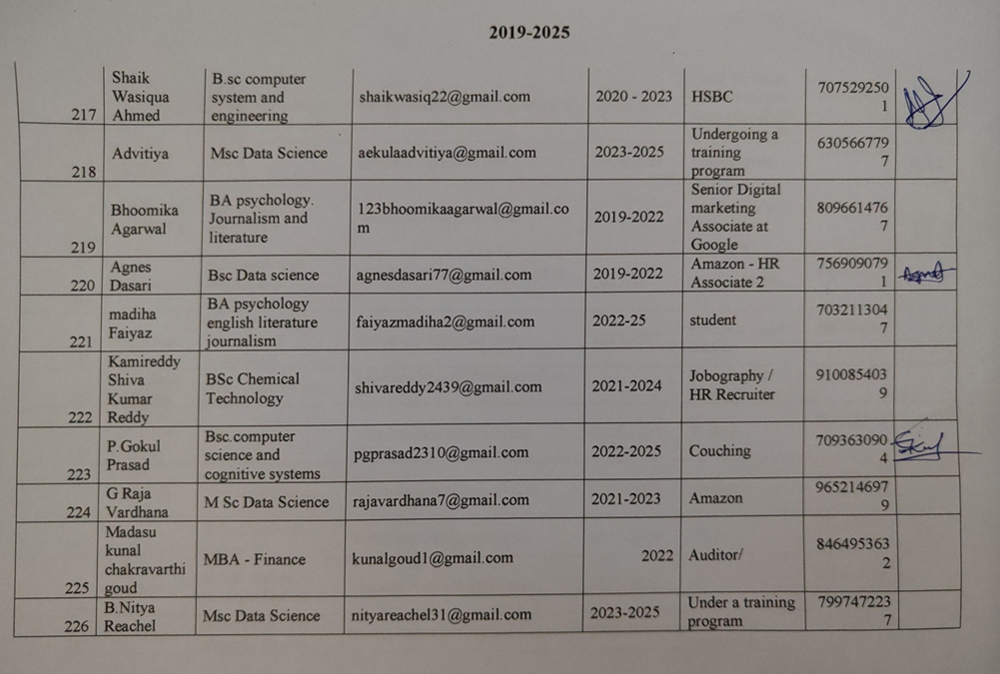 2019-2025
217 Shaik Wasiqua Ahmed B.sc computer system and engineering shaikwasiq22@gmail.com 2020 - 2023 HSBC 7075292501
218 Advitiya Msc Data Science aekulaadvitiya@gmail.com 2023-2025 Undergoing a training program 6305667797
219 Bhoomika Agarwal BA psychology. Journalism and literature 123bhoomikaagarwal@gmail.com 2019-2022 Senior Digital marketing Associate at Google 8096614767
220 Agnes Dasari Bsc Data science agnesdasari77@gmail.com 2019-2022 Amazon - HR Associate 2 7569090791
221 madiha Faiyaz BA psychology english literature journalism faiyazmadiha2@gmail.com 2022-25 student 7032113047
222 Kamireddy Shiva Kumar Reddy BSc Chemical Technology shivareddy2439@gmail.com 2021-2024 Jobography / HR Recruiter 9100854039
223 P.Gokul Prasad Bsc.computer science and cognitive systems pgprasad2310@gmail.com 2022-2025 Couching 7093630904
224 G Raja Vardhana M Sc Data Science rajavardhana7@gmail.com 2021-2023 Amazon 9652146979
225 Madasu kunal chakravarthi goud MBA - Finance kunalgoud1@gmail.com 2022 Auditor/ 8464953632
226 B.Nitya Reachel Msc Data Science nityareachel31@gmail.com 2023-2025 Under a training program 7997472237